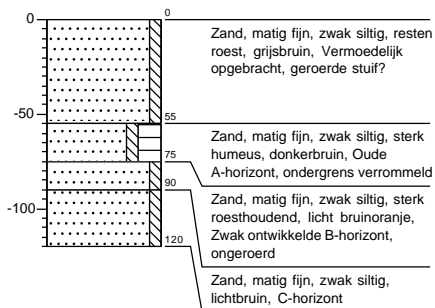 0
0
Zand, matig fijn, zwak siltig, resten
roest, grijsbruin, Vermoedelijk
opgebracht, geroerde stuif?
-50
55
Zand, matig fijn, zwak siltig, sterk
humeus, donkerbruin, Oude
A-horizont, ondergrens verrommeld
75
90
Zand, matig fijn, zwak siltig, sterk
roesthoudend, licht bruinoranje,
Zwak ontwikkelde B-horizont,
ongeroerd
-100
120
Zand, matig fijn, zwak siltig,
lichtbruin, C-horizont